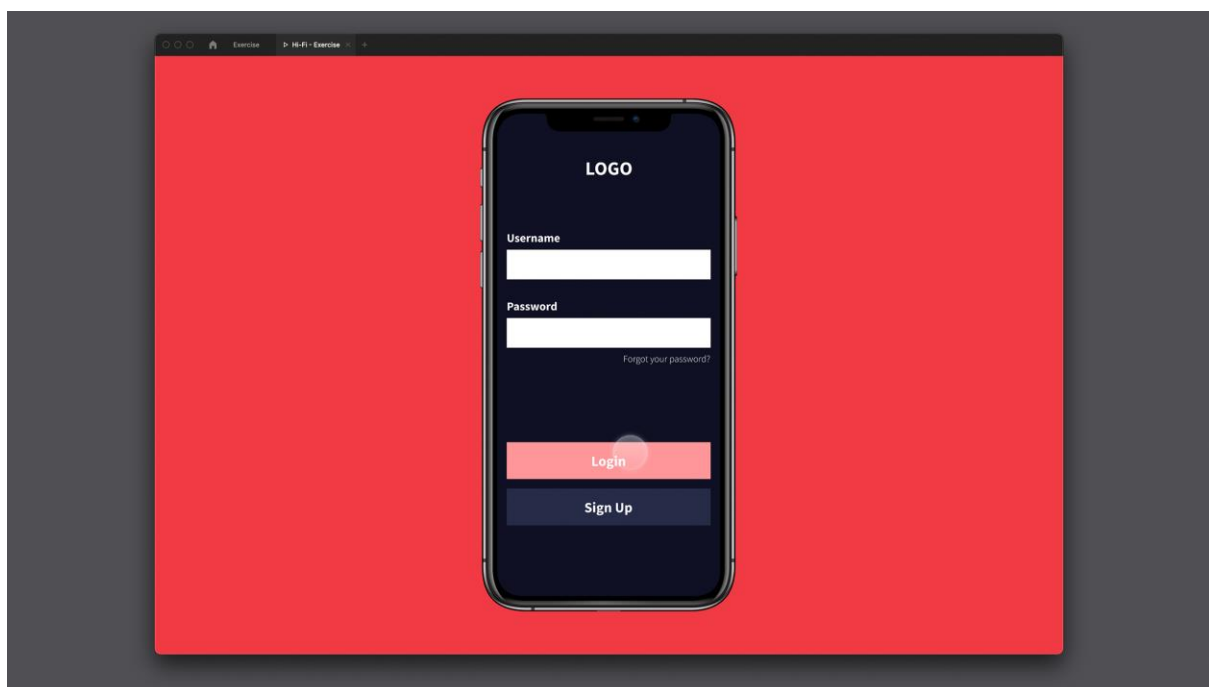 Exercise
Hi-Fi - Exercise
LOGO
Username
Password
Forgot your password?
Login
Sign Up